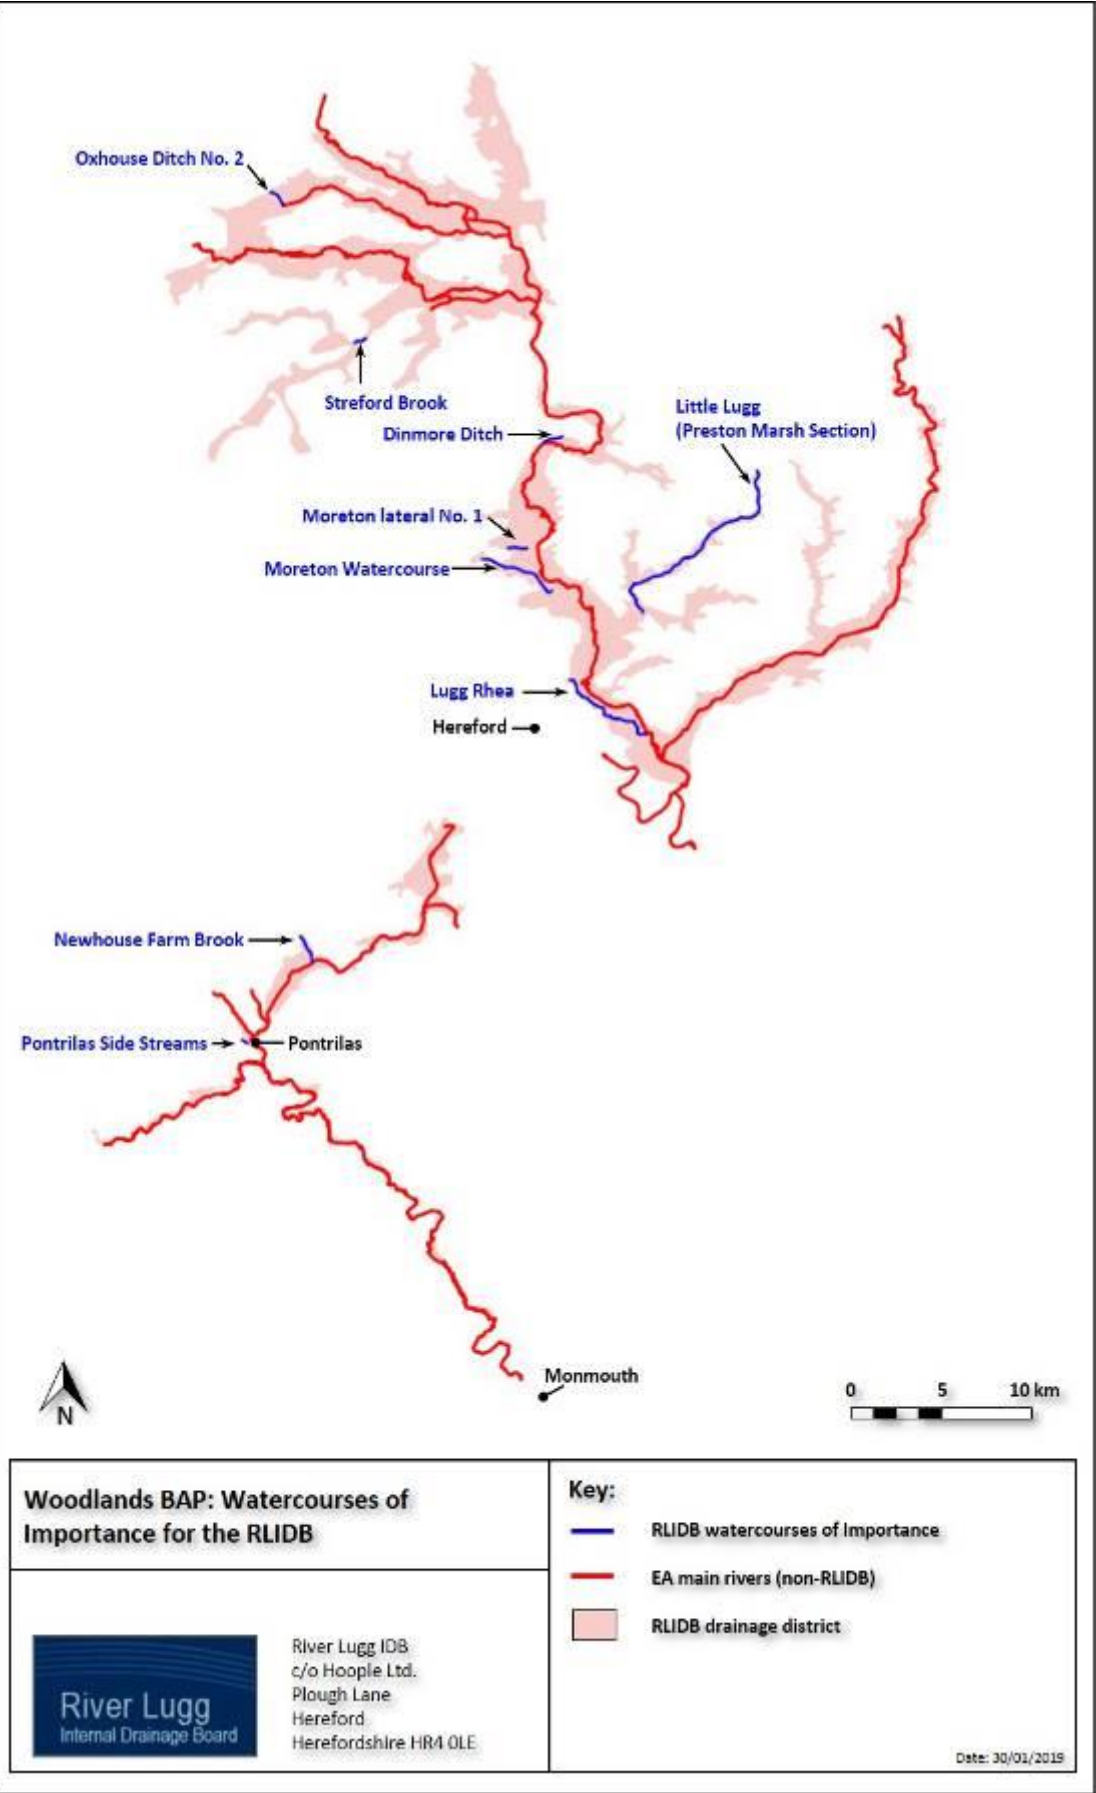 Oxhouse Ditch No. 2
Streford Brook
Dinmore Ditch
Little Lugg
(Preston Marsh Section)
Moreton lateral No. 1
Moreton Watercourse
Lugg Rhea
Hereford
Newhouse Farm Brook
Pontrilas Side Streams
Pontrilas
Monmouth
N
0 5 10 km
Woodlands BAP: Watercourses of
Importance for the RLIDB
Key:
RLIDB watercourses of Importance
EA main rivers (non-RLIDB)
RLIDB drainage district
River Lugg
Internal Drainage Board
River Lugg IDB
c/o Hoople Ltd.
Plough Lane
Hereford
Herefordshire HR4 0LE
Date: 30/01/2019